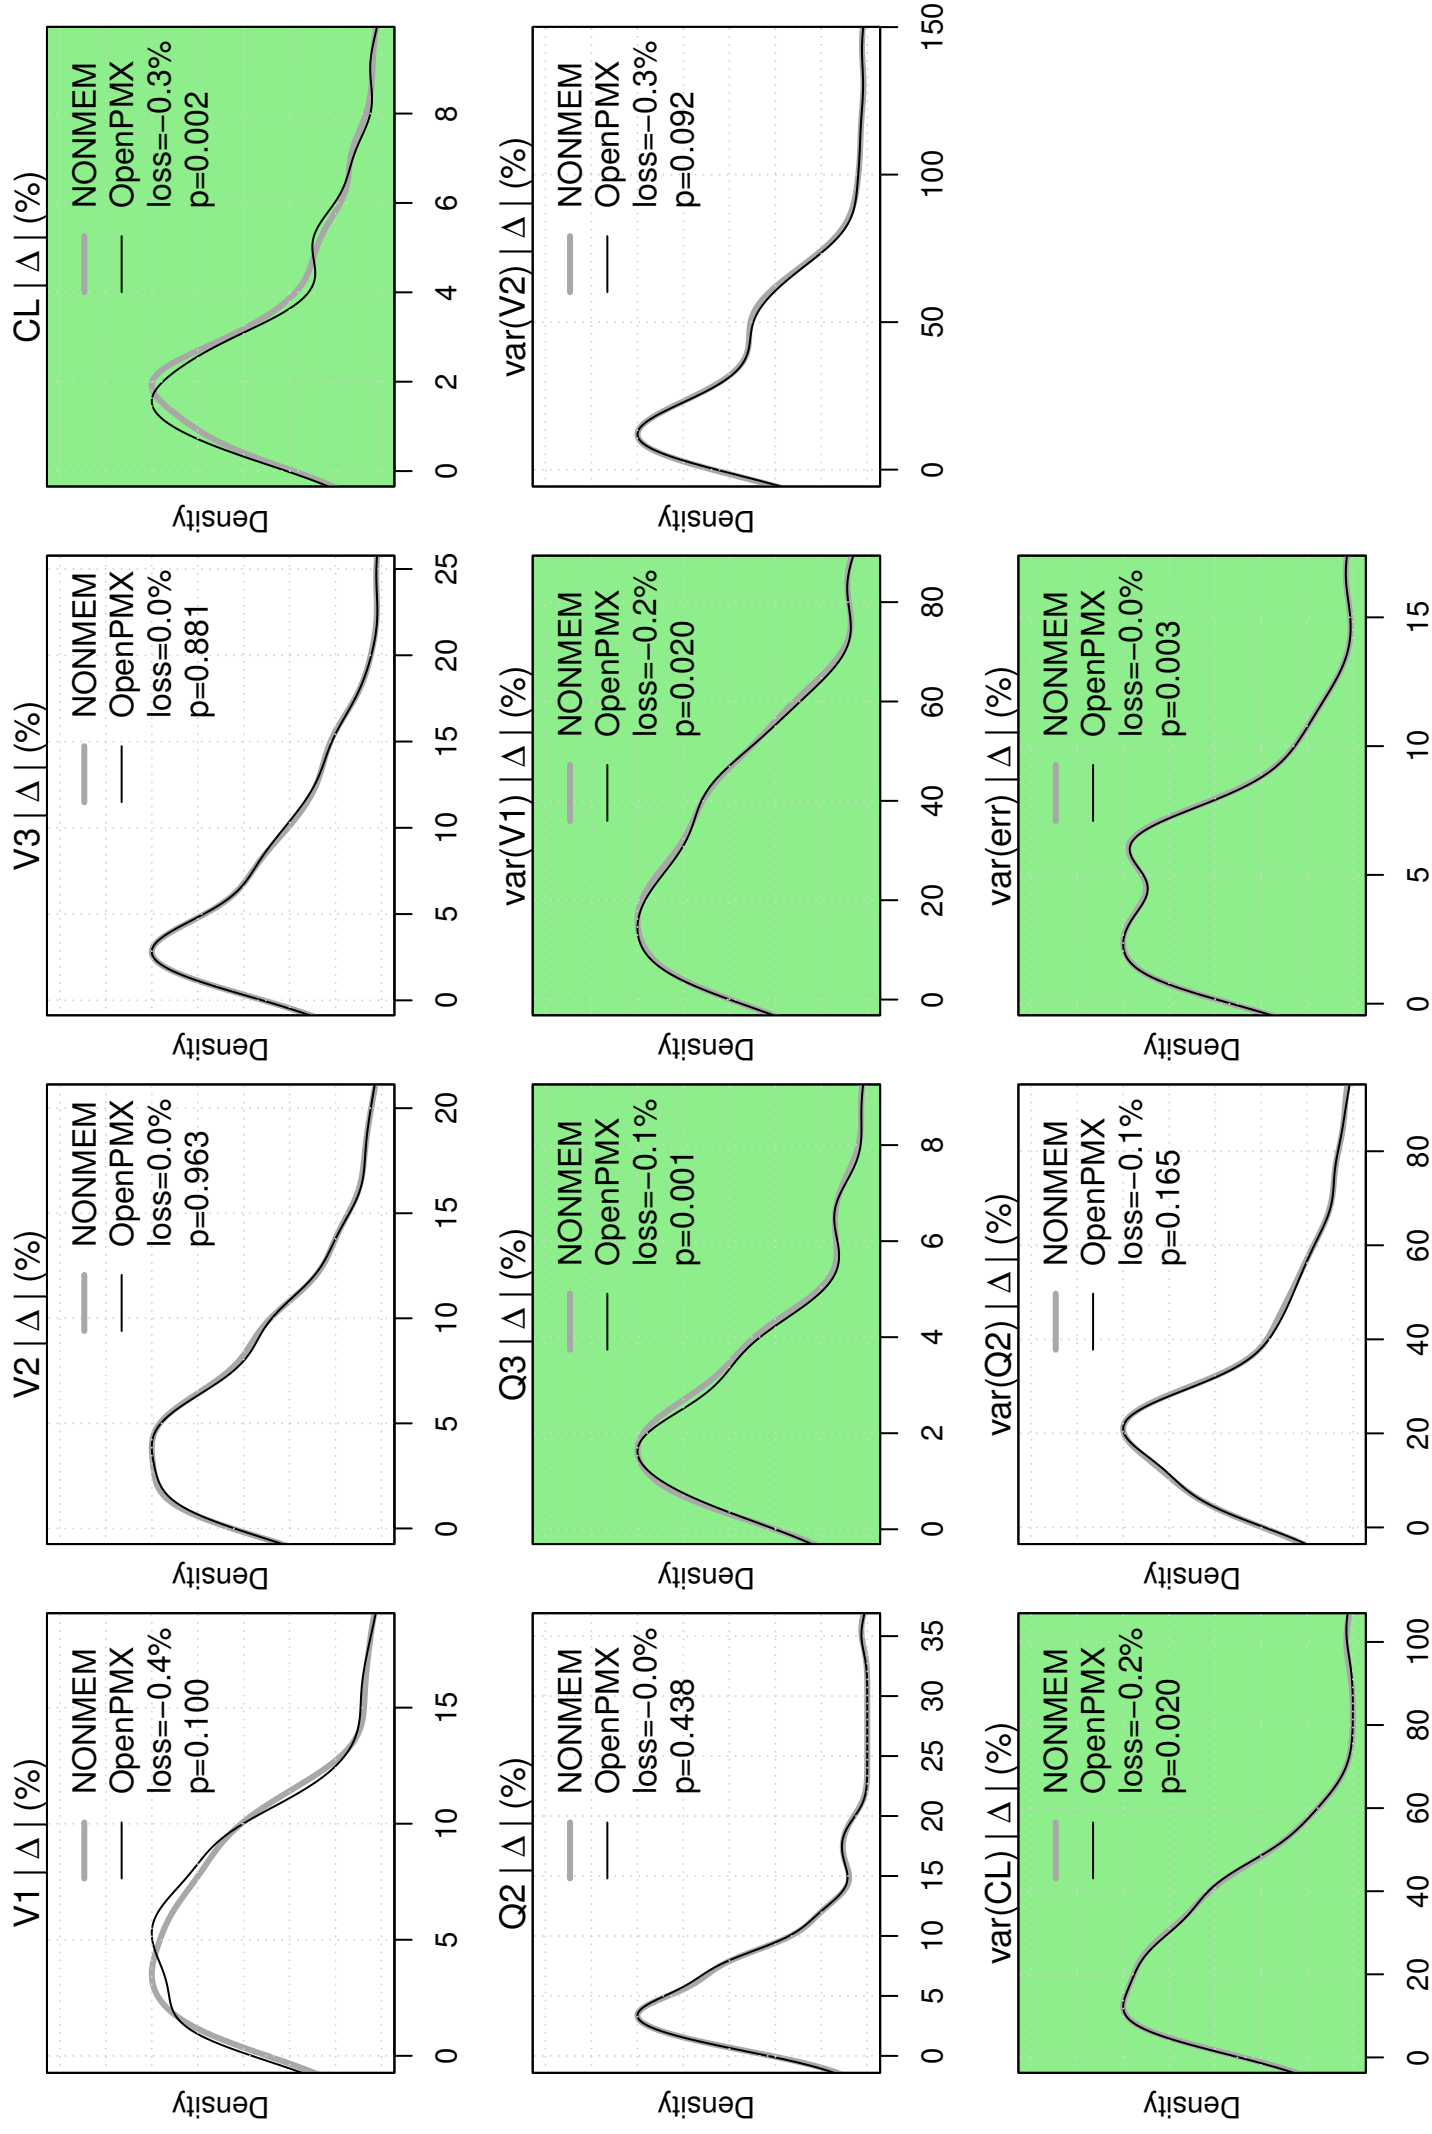 V1 | Δ | (%)
NONMEM
OpenPMX
loss=−0.4%
p=0.100
Density
0 5 10 15
V2 | Δ | (%)
NONMEM
OpenPMX
loss=0.0%
p=0.963
Density
0 5 10 15 20
V3 | Δ | (%)
NONMEM
OpenPMX
loss=0.0%
p=0.881
Density
0 5 10 15 20 25
CL | Δ | (%)
NONMEM
OpenPMX
loss=−0.3%
p=0.002
Density
0 2 4 6 8
Q2 | Δ | (%)
NONMEM
OpenPMX
loss=−0.0%
p=0.438
Density
0 5 10 15 20 25 30 35
Q3 | Δ | (%)
NONMEM
OpenPMX
loss=−0.1%
p=0.001
Density
0 2 4 6 8
var(V1) | Δ | (%)
NONMEM
OpenPMX
loss=−0.2%
p=0.020
Density
0 20 40 60 80
var(V2) | Δ | (%)
NONMEM
OpenPMX
loss=−0.3%
p=0.092
Density
0 50 100 150
var(CL) | Δ | (%)
NONMEM
OpenPMX
loss=−0.2%
p=0.020
Density
0 20 40 60 80 100
var(Q2) | Δ | (%)
NONMEM
OpenPMX
loss=−0.1%
p=0.165
Density
0 20 40 60 80
var(err) | Δ | (%)
NONMEM
OpenPMX
loss=−0.0%
p=0.003
Density
0 5 10 15